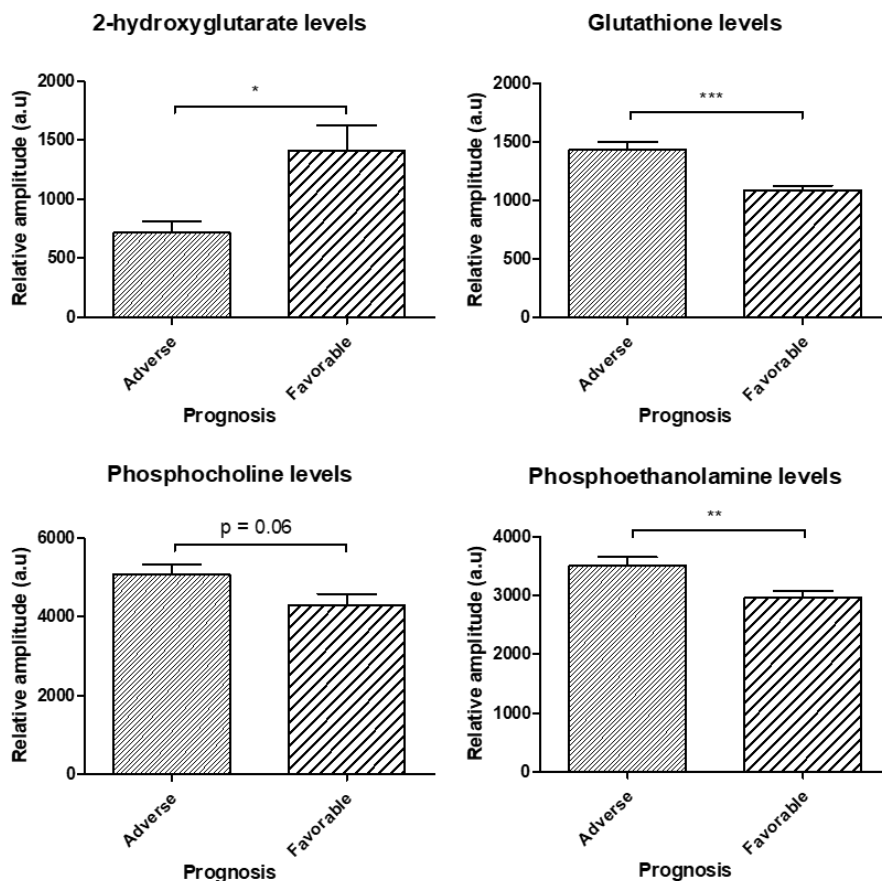 2-hydroxyglutarate levels
Relative amplitude (a.u)
2000
1500
1000
500
0
*
Adverse
Favorable
Prognosis
Glutathione levels
Relative amplitude (a.u)
2000
1500
1000
500
0
***
Adverse
Favorable
Prognosis
Phosphocholine levels
Relative amplitude (a.u)
6000
4000
2000
0
p = 0.06
Adverse
Favorable
Prognosis
Phosphoethanolamine levels
Relative amplitude (a.u)
4000
3000
2000
1000
0
**
Adverse
Favorable
Prognosis